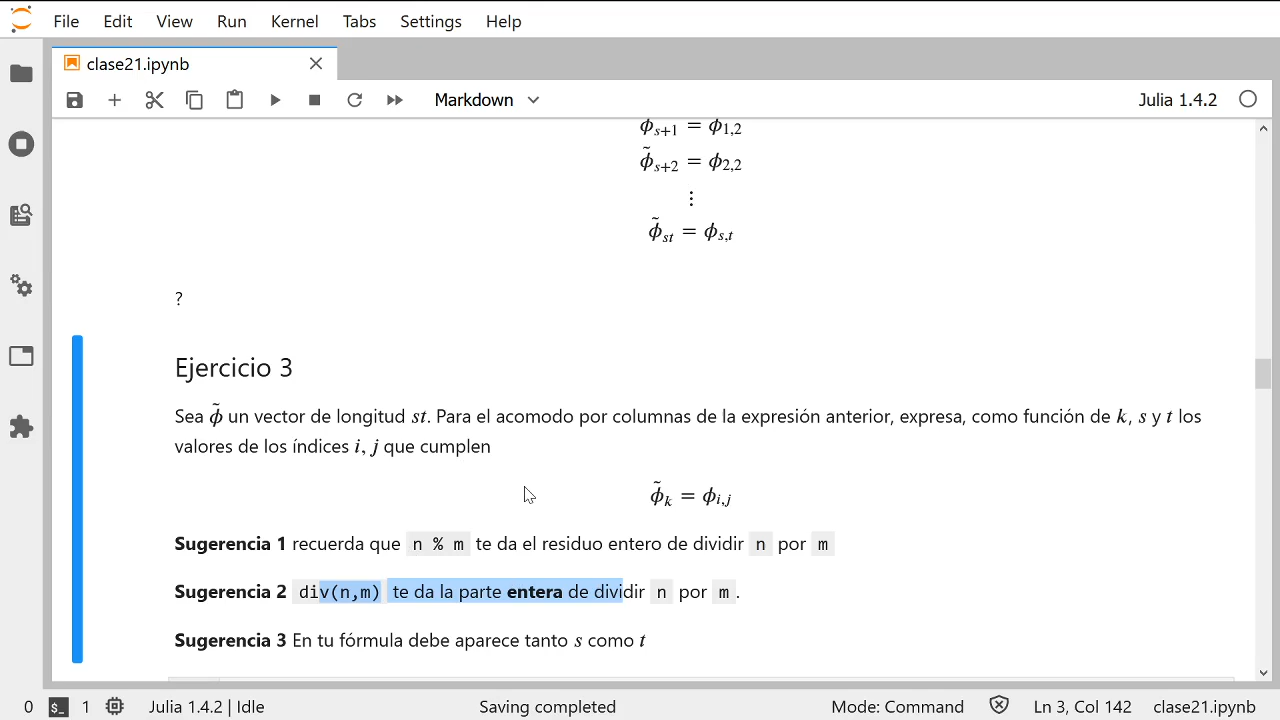 File Edit View Run Kernel Tabs Settings Help
clase21.ipynb
Markdown Julia 1.4.2
ϕ̃ₛ₊₁ = ϕ₁,₂
ϕ̃ₛ₊₂ = ϕ₂,₂
⋮
ϕ̃ₛₜ = ϕₛ,ₜ
?
Ejercicio 3
Sea ϕ̃ un vector de longitud st. Para el acomodo por columnas de la expresión anterior, expresa, como función de k, s y t los
valores de los índices i, j que cumplen
ϕ̃ₖ = ϕᵢ,ⱼ
Sugerencia 1 recuerda que n % m te da el residuo entero de dividir n por m
Sugerencia 2 div(n,m) te da la parte entera de dividir n por m.
Sugerencia 3 En tu fórmula debe aparece tanto s como t
0 $_ 1 Julia 1.4.2 | Idle Saving completed Mode: Command Ln 3, Col 142 clase21.ipynb